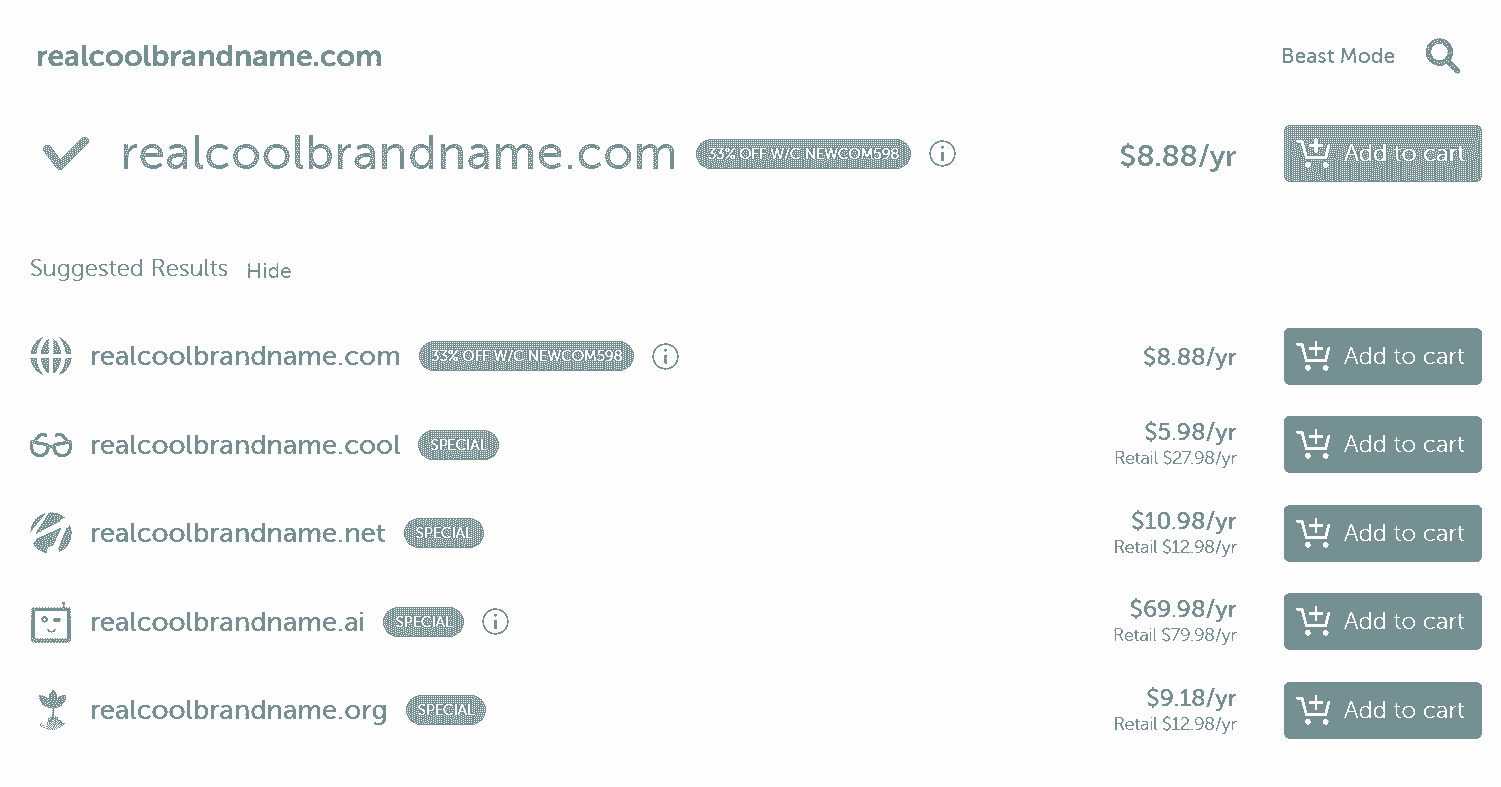 realcoolbrandname.com Beast Mode
realcoolbrandname.com 33% OFF W/C NEWCOM598 $8.88/yr Add to cart
Suggested Results Hide
realcoolbrandname.com 33% OFF W/C NEWCOM598 $8.88/yr Add to cart
realcoolbrandname.cool SPECIAL $5.98/yr Add to cart
Retail $27.98/yr
realcoolbrandname.net SPECIAL $10.98/yr Add to cart
Retail $12.98/yr
realcoolbrandname.ai SPECIAL $69.98/yr Add to cart
Retail $79.98/yr
realcoolbrandname.org SPECIAL $9.18/yr Add to cart
Retail $12.98/yr